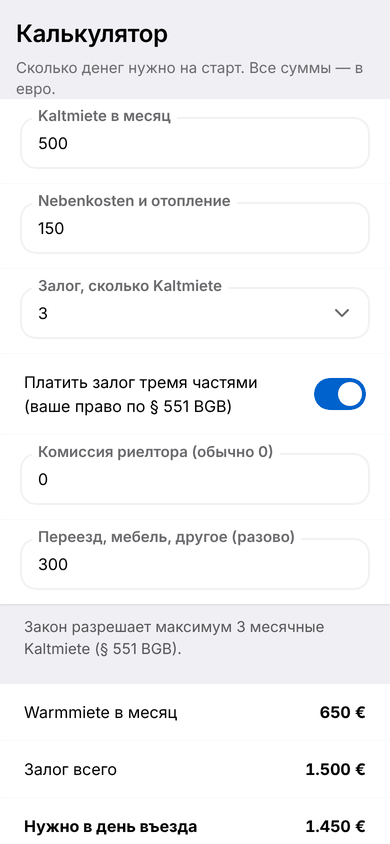 Калькулятор
Сколько денег нужно на старт. Все суммы — в
евро.
Kaltmiete в месяц
500
Nebenkosten и отопление
150
Залог, сколько Kaltmiete
3
Платить залог тремя частями
(ваше право по § 551 BGB)
Комиссия риелтора (обычно 0)
0
Переезд, мебель, другое (разово)
300
Закон разрешает максимум 3 месячные
Kaltmiete (§ 551 BGB).
Warmmiete в месяц 650 €
Залог всего 1.500 €
Нужно в день въезда 1.450 €